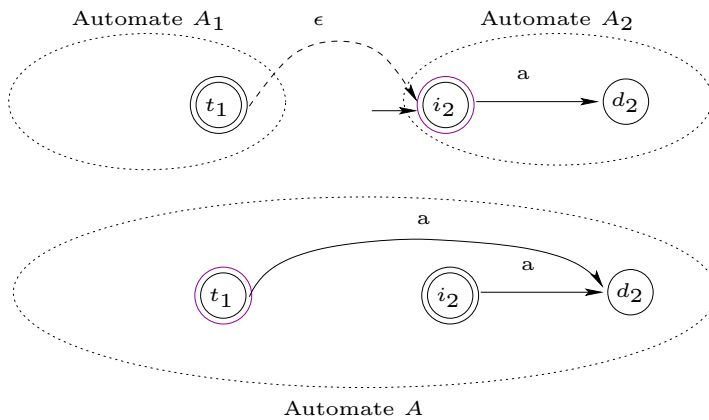 Automate A₁ ϵ Automate A₂
a
t₁ i₂ d₂
a
a
t₁ i₂ d₂
Automate A